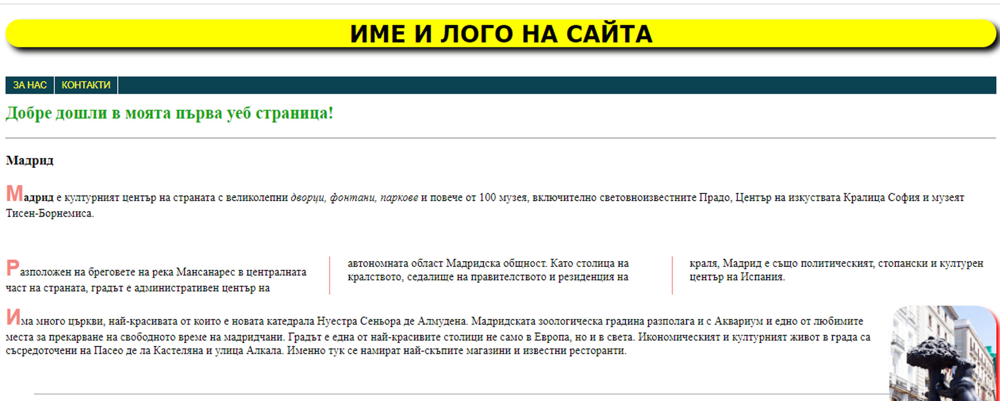 ИМЕ И ЛОГО НА САЙТА
ЗА НАС
КОНТАКТИ
Добре дошли в моята първа уеб страница!
Мадрид
Мадрид е културният център на страната с великолепни дворци, фонтани, паркове и повече от 100 музея, включително световноизвестните Прадо, Център на изкуствата Кралица София и музеят
Тисен-Борнемиса.
Разположен на бреговете на река Мансанарес в централната
част на страната, градът е административен център на
автономната област Мадридска общност. Като столица на
кралството, седалище на правителството и резиденция на
краля, Мадрид е също политическият, стопански и културен
център на Испания.
Има много църкви, най-красивата от които е новата катедрала Нуестра Сеньора де Алмудена. Мадридската зоологическа градина разполага и с Аквариум и едно от любимите
места за прекарване на свободното време на мадридчани. Градът е една от най-красивите столици не само в Европа, но и в света. Икономическият и културният живот в града са
съсредоточени на Пасео де ла Кастеляна и улица Алкала. Именно тук се намират най-скъпите магазини и известни ресторанти.